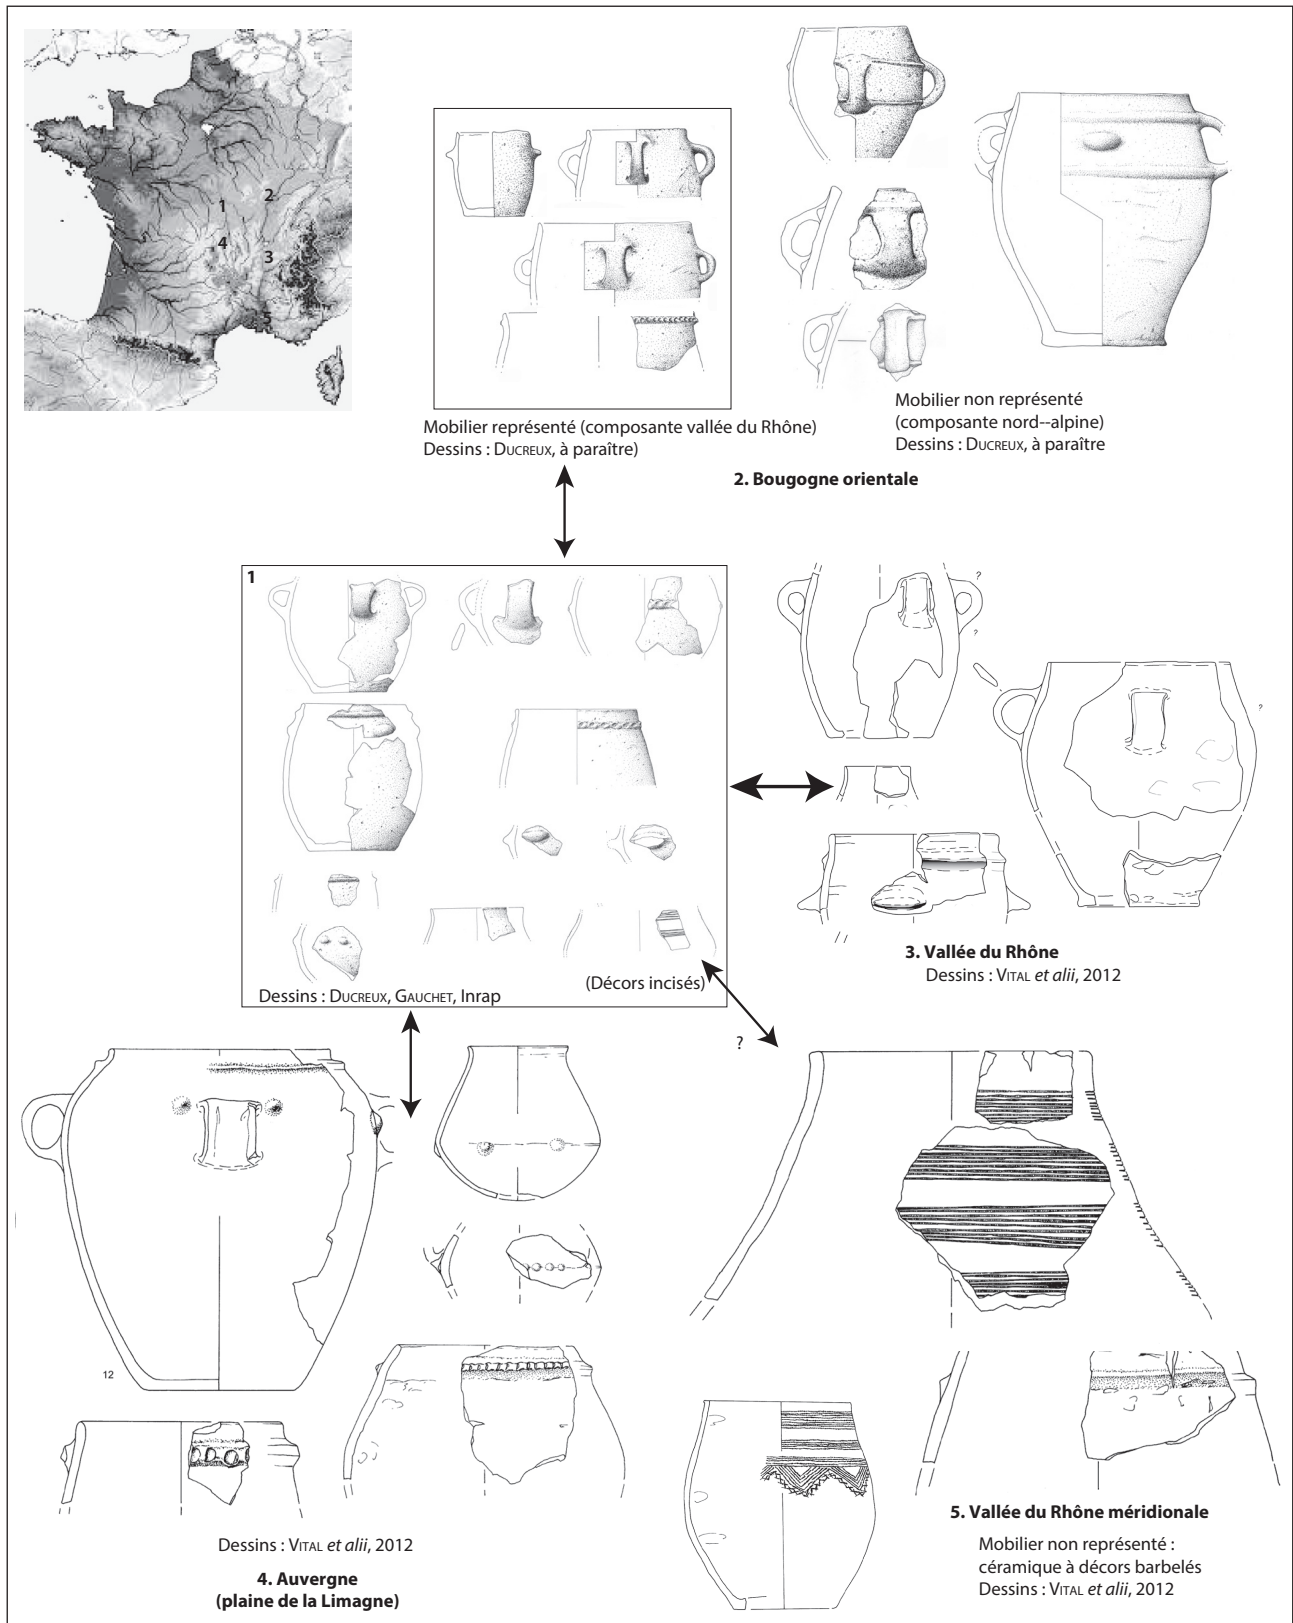 1
2
4
3
5
Mobilier représenté (composante vallée du Rhône)
Dessins : DUCREUX, à paraître)
Mobilier non représenté
(composante nord--alpine)
Dessins : DUCREUX, à paraître
2. Bougogne orientale
1
?
?
?
Dessins : DUCREUX, GAUCHET, Inrap
(Décors incisés)
3. Vallée du Rhône
Dessins : VITAL et alii, 2012
?
12
Dessins : VITAL et alii, 2012
4. Auvergne
(plaine de la Limagne)
5. Vallée du Rhône méridionale
Mobilier non représenté :
céramique à décors barbelés
Dessins : VITAL et alii, 2012